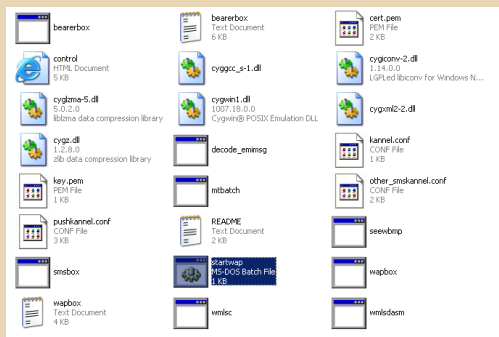 bearerbox
bearerbox
Text Document
6 KB
cert.pem
PEM File
2 KB
control
HTML Document
5 KB
cyggcc_s-1.dll
cygiconv-2.dll
1.14.0.0
LGPLed libiconv for Windows N...
cyglzma-5.dll
5.0.2.0
liblzma data compression library
cygwin1.dll
1007.18.0.0
Cygwin® POSIX Emulation DLL
cygxml2-2.dll
cygz.dll
1.2.8.0
zlib data compression library
decode_emimsg
kannel.conf
CONF File
1 KB
key.pem
PEM File
1 KB
mtbatch
other_smskannel.conf
CONF File
2 KB
pushkannel.conf
CONF File
3 KB
README
Text Document
2 KB
seewbmp
smsbox
startwap
MS-DOS Batch File
1 KB
wapbox
wapbox
Text Document
4 KB
wmlsc
wmlsdasm